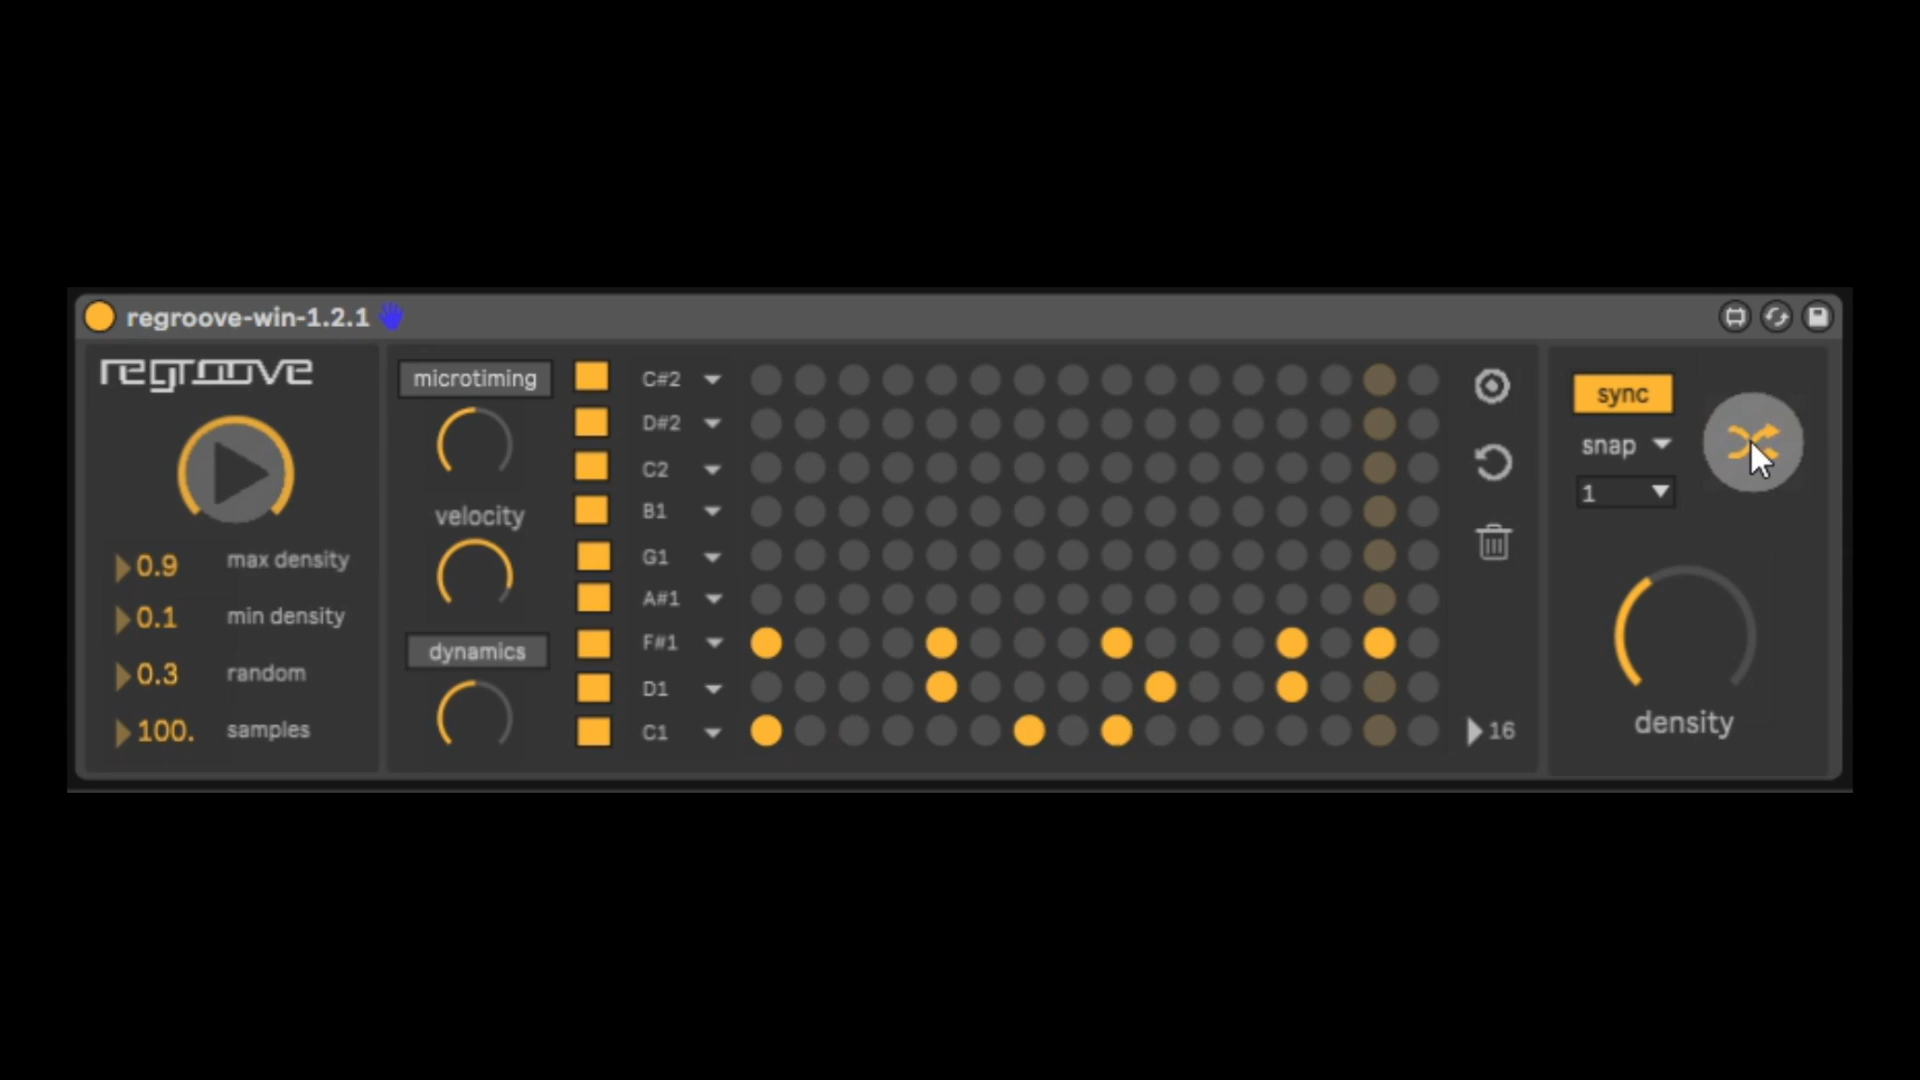 regroove-win-1.2.1
regroove
0.9 max density
0.1 min density
0.3 random
100. samples
microtiming
velocity
dynamics
C#2
D#2
C2
B1
G1
A#1
F#1
D1
C1
16
sync
snap
1
density